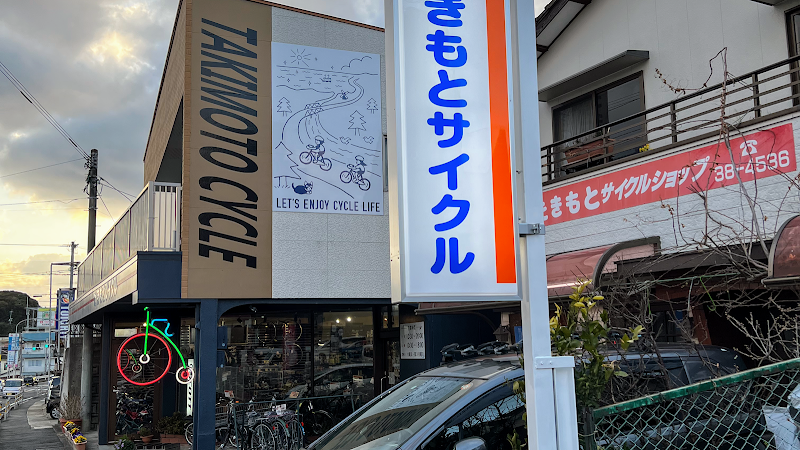 TAKIMOTO CYCLE
LET'S ENJOY CYCLE LIFE
きもとサイクル
きもとサイクルショップ
☎
38-4536